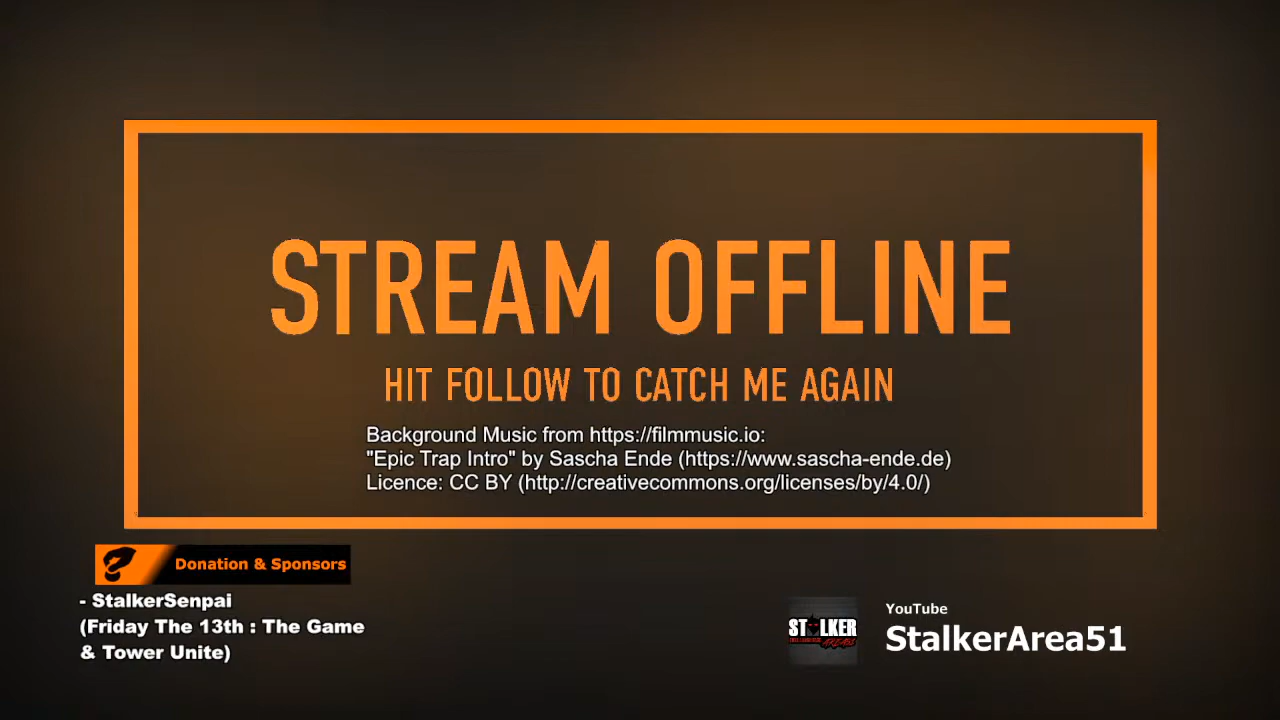 STREAM OFFLINE
HIT FOLLOW TO CATCH ME AGAIN
Background Music from https://filmmusic.io:
"Epic Trap Intro" by Sascha Ende (https://www.sascha-ende.de)
Licence: CC BY (http://creativecommons.org/licenses/by/4.0/)
Donation & Sponsors
- StalkerSenpai
(Friday The 13th : The Game
& Tower Unite)
YouTube
StalkerArea51